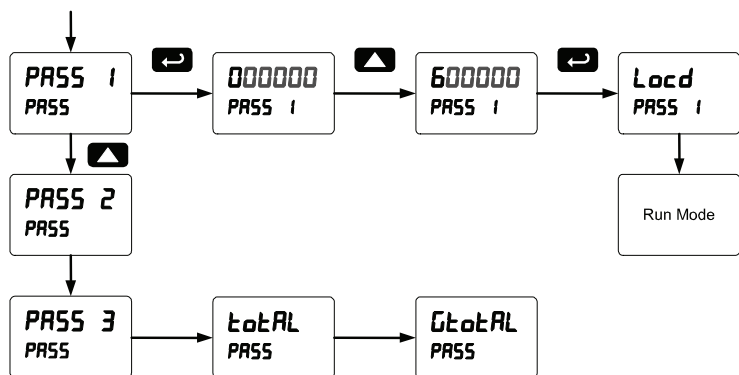 PASS 1
PASS
000000
PASS 1
600000
PASS 1
Locd
PASS 1
PASS 2
PASS
Run Mode
PASS 3
PASS
totAL
PASS
GtotAL
PASS